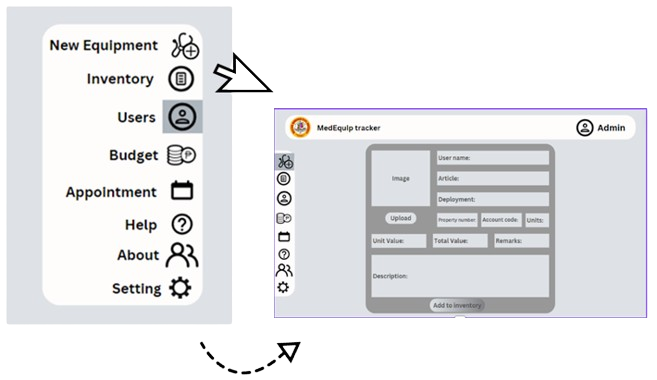 New Equipment
Inventory
Users
Budget
Appointment
Help
About
Setting
MedEquip tracker
Admin
Image
User name:
Article:
Deployment:
Upload
Property number:
Account code:
Units:
Unit Value:
Total Value:
Remarks:
Description:
Add to inventory